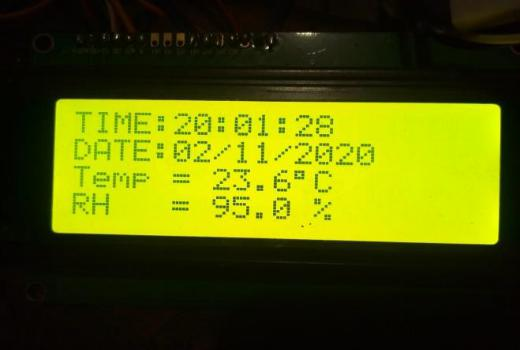 TIME:20:01:28
DATE:02/11/2020
Temp = 23.6°C
RH = 95.0 %